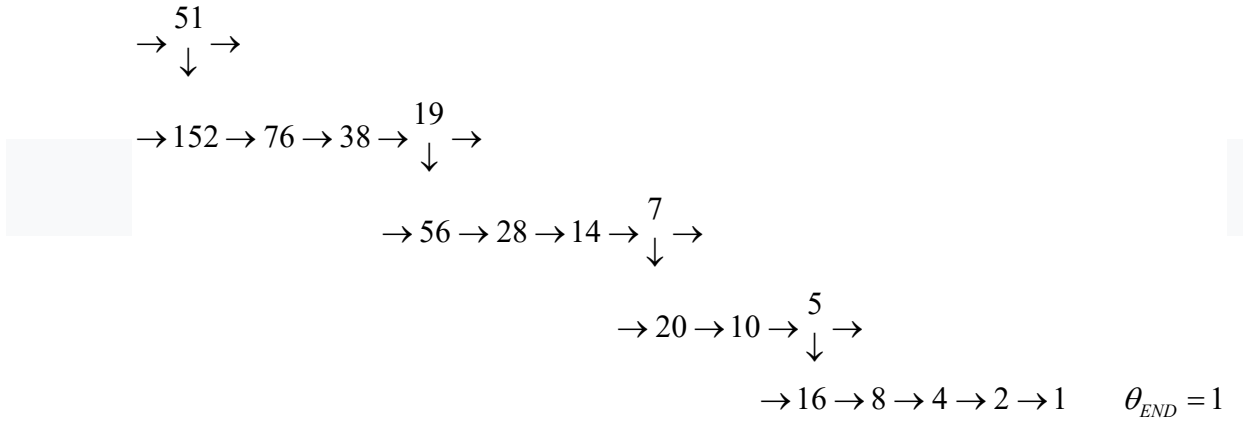 → 51 →
↓
→ 152 → 76 → 38 → 19 →
↓
→ 56 → 28 → 14 → 7 →
↓
→ 20 → 10 → 5 →
↓
→ 16 → 8 → 4 → 2 → 1 θ_END = 1